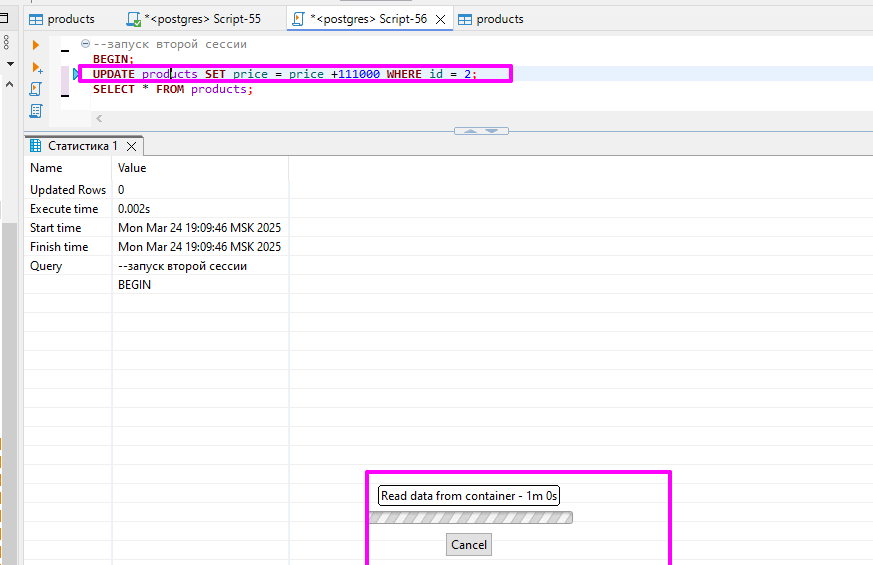 products
*<postgres> Script-55
*<postgres> Script-56
products
--запуск второй сессии
BEGIN;
UPDATE products SET price = price +111000 WHERE id = 2;
SELECT * FROM products;
Статистика 1
Name Value
Updated Rows 0
Execute time 0.002s
Start time Mon Mar 24 19:09:46 MSK 2025
Finish time Mon Mar 24 19:09:46 MSK 2025
Query --запуск второй сессии
BEGIN
Read data from container - 1m 0s
Cancel